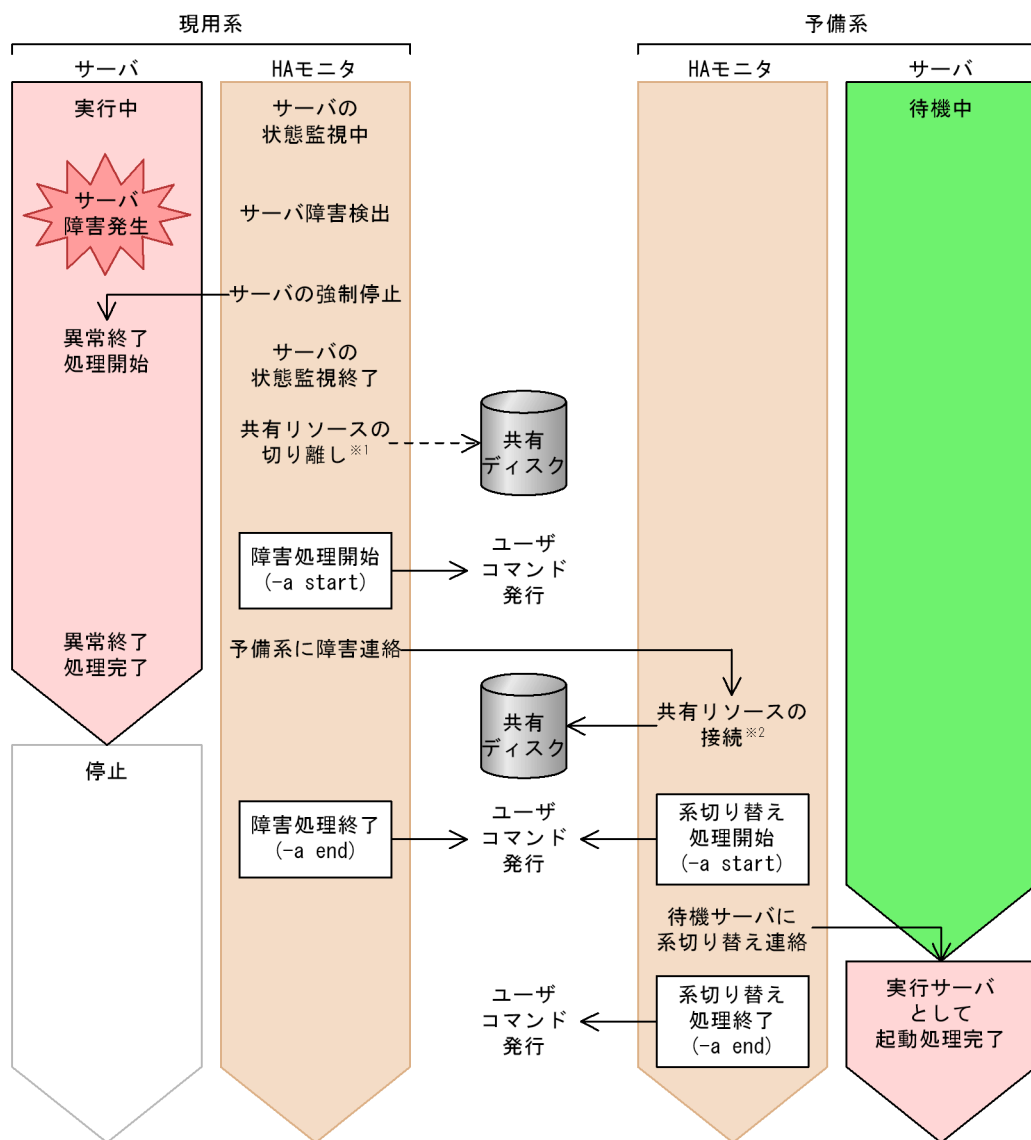 現用系
予備系
サーバ
HAモニタ
HAモニタ
サーバ
実行中
サーバの
状態監視中
待機中
サーバ
障害発生
サーバ障害検出
サーバの強制停止
異常終了
処理開始
サーバの
状態監視終了
共有リソースの
切り離し※1
共有
ディスク
障害処理開始
(-a start)
ユーザ
コマンド
発行
異常終了
処理完了
予備系に障害連絡
共有
ディスク
共有リソースの
接続※2
停止
障害処理終了
(-a end)
ユーザ
コマンド
発行
系切り替え
処理開始
(-a start)
待機サーバに
系切り替え連絡
ユーザ
コマンド
発行
系切り替え
処理終了
(-a end)
実行サーバ
として
起動処理完了